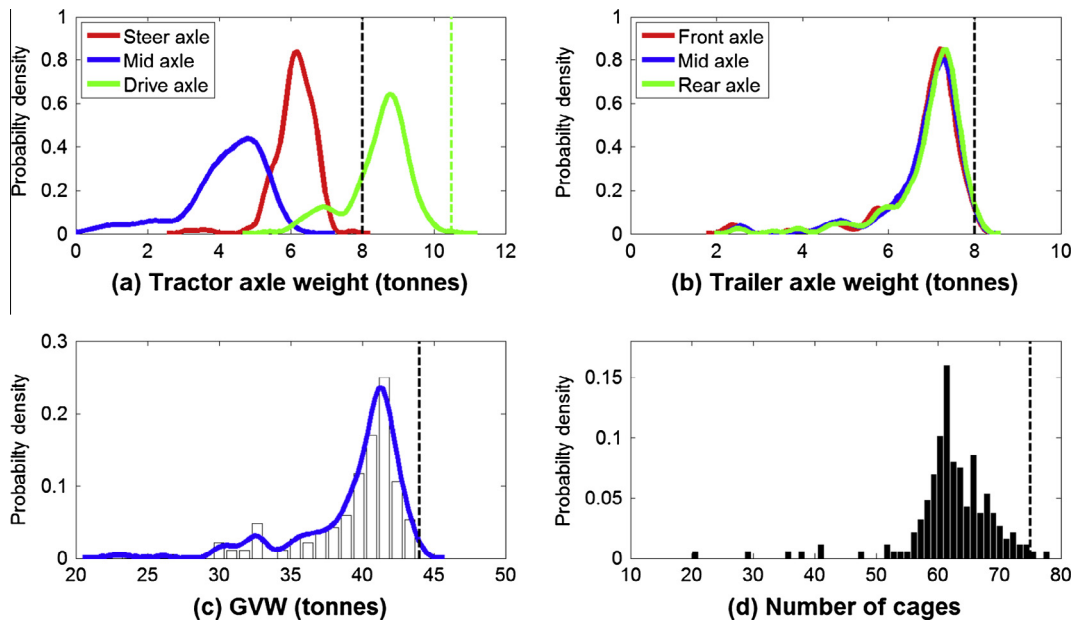 1
0.8
0.6
0.4
0.2
0
Probabilty density
Steer axle
Mid axle
Drive axle
0 2 4 6 8 10 12
(a) Tractor axle weight (tonnes)
1
0.8
0.6
0.4
0.2
0
Probabilty density
Front axle
Mid axle
Rear axle
0 2 4 6 8 10
(b) Trailer axle weight (tonnes)
0.3
0.2
0.1
0
Probabilty density
20 25 30 35 40 45 50
(c) GVW (tonnes)
0.15
0.1
0.05
0
Probabilty density
10 20 30 40 50 60 70 80
(d) Number of cages